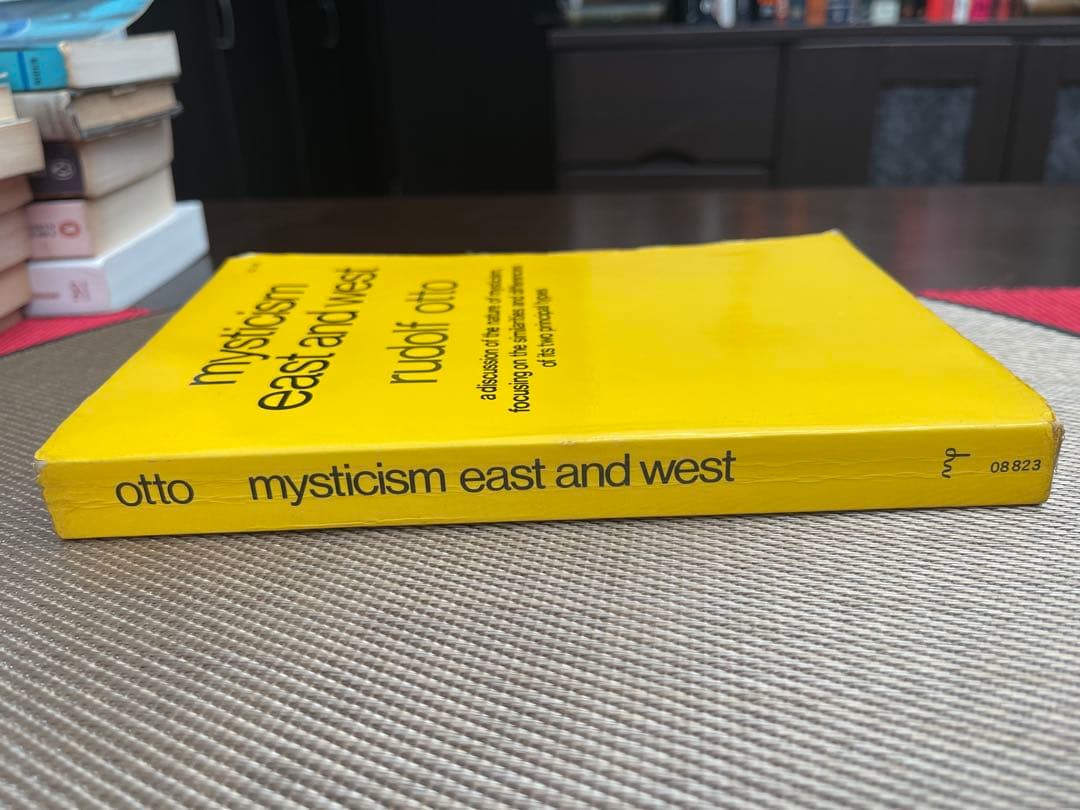 mysticism
east and west
rudolf otto
a discussion of the nature of mysticism,
focusing on the similarities and differences
of its two principal types
otto mysticism east and west 08823